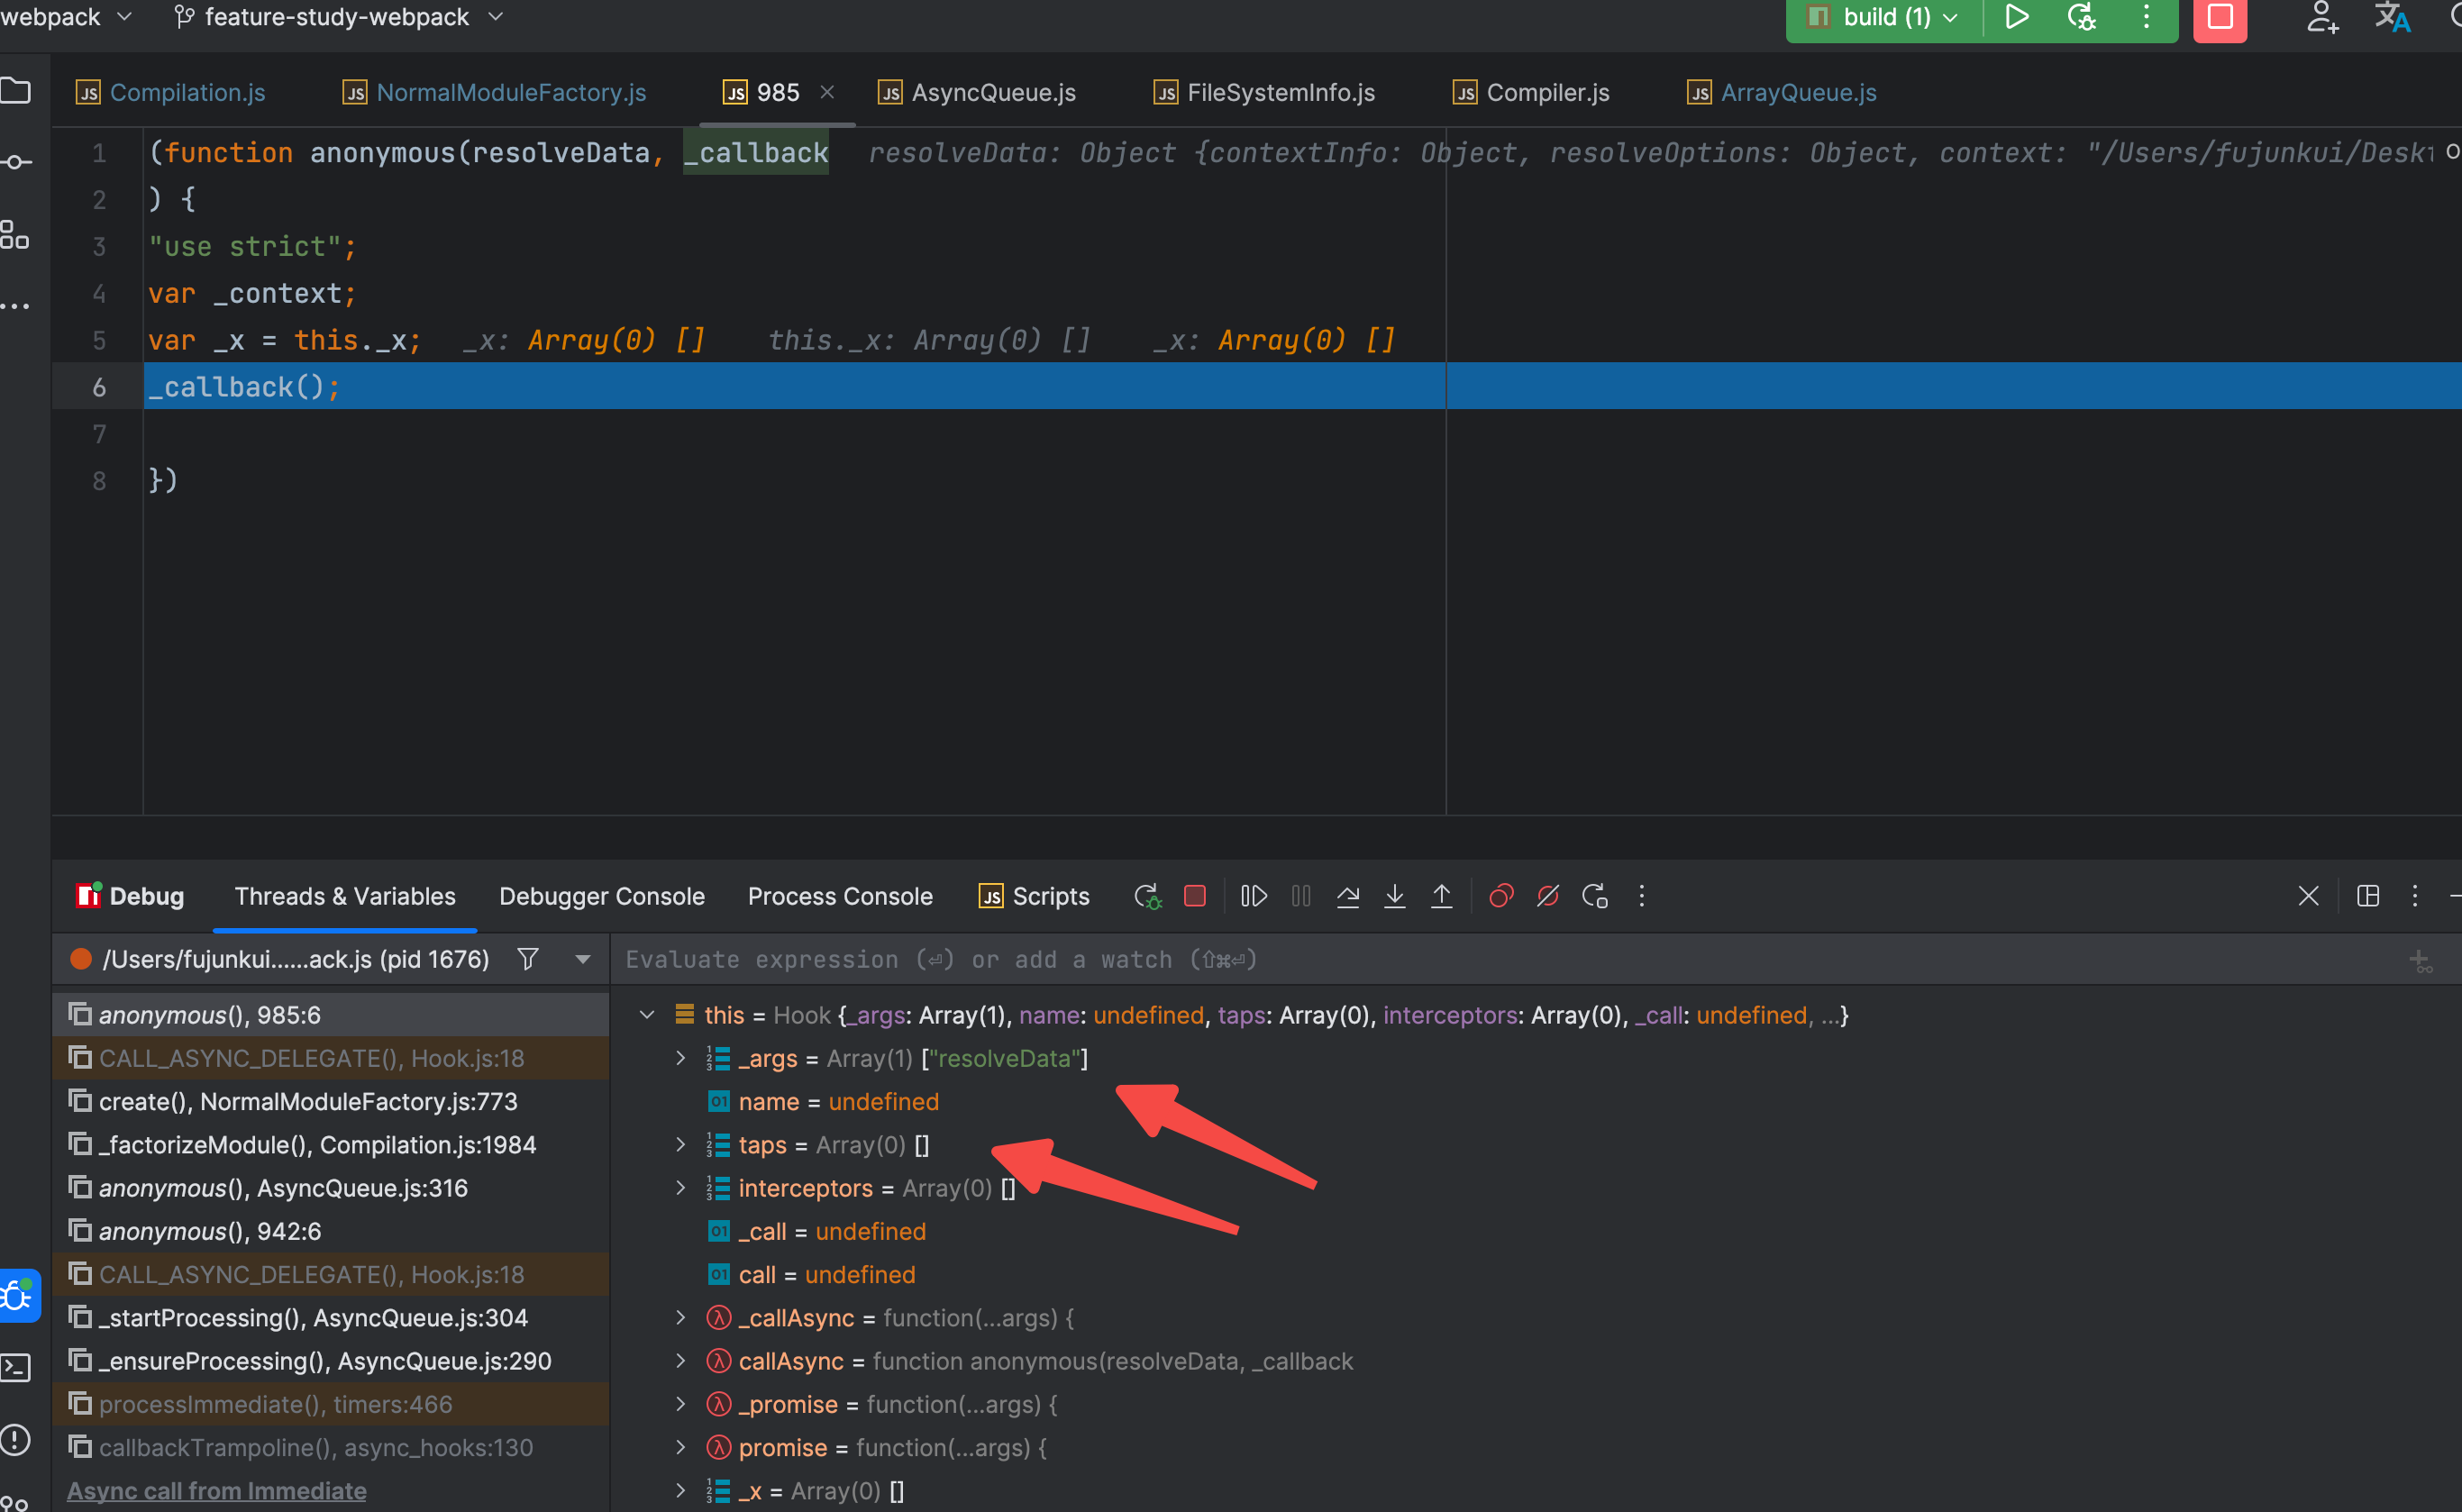 webpack feature-study-webpack build (1)
Compilation.js NormalModuleFactory.js 985 AsyncQueue.js FileSystemInfo.js Compiler.js ArrayQueue.js
1 (function anonymous(resolveData, _callback resolveData: Object {contextInfo: Object, resolveOptions: Object, context: "/Users/fujunkui/Deskt
2 ) {
3 "use strict";
4 var _context;
5 var _x = this._x; _x: Array(0) [] this._x: Array(0) [] _x: Array(0) []
6 _callback();
7
8 })
Debug Threads & Variables Debugger Console Process Console Scripts
/Users/fujunkui......ack.js (pid 1676)
Evaluate expression (⏎) or add a watch (⇧⌘⏎)
anonymous(), 985:6
CALL_ASYNC_DELEGATE(), Hook.js:18
create(), NormalModuleFactory.js:773
_factorizeModule(), Compilation.js:1984
anonymous(), AsyncQueue.js:316
anonymous(), 942:6
CALL_ASYNC_DELEGATE(), Hook.js:18
_startProcessing(), AsyncQueue.js:304
_ensureProcessing(), AsyncQueue.js:290
processImmediate(), timers:466
callbackTrampoline(), async_hooks:130
Async call from Immediate
this = Hook {_args: Array(1), name: undefined, taps: Array(0), interceptors: Array(0), _call: undefined, ...}
_args = Array(1) ["resolveData"]
name = undefined
taps = Array(0) []
interceptors = Array(0) []
_call = undefined
call = undefined
_callAsync = function(...args) {
callAsync = function anonymous(resolveData, _callback
_promise = function(...args) {
promise = function(...args) {
_x = Array(0) []